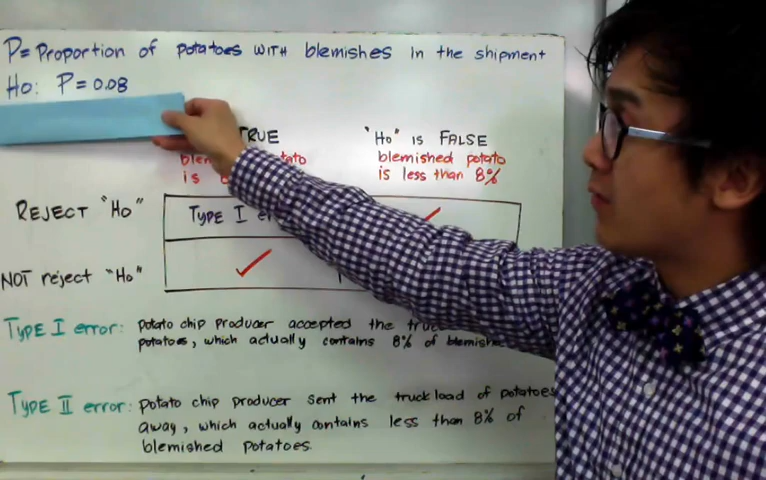 P = Proportion of potatoes WITH blemishes in the shipment
Ho: P = 0.08
TRUE "Ho" is FALSE
blemished potato
is is less than 8%
REJECT "Ho" TYPE I
NOT reject "Ho"
TYPE I error: potato chip producer accepted the
potatoes, which actually contains 8% of
TYPE II error: potato chip producer sent the truckload of potatoes
away, which actually contains less than 8% of
blemished potatoes.